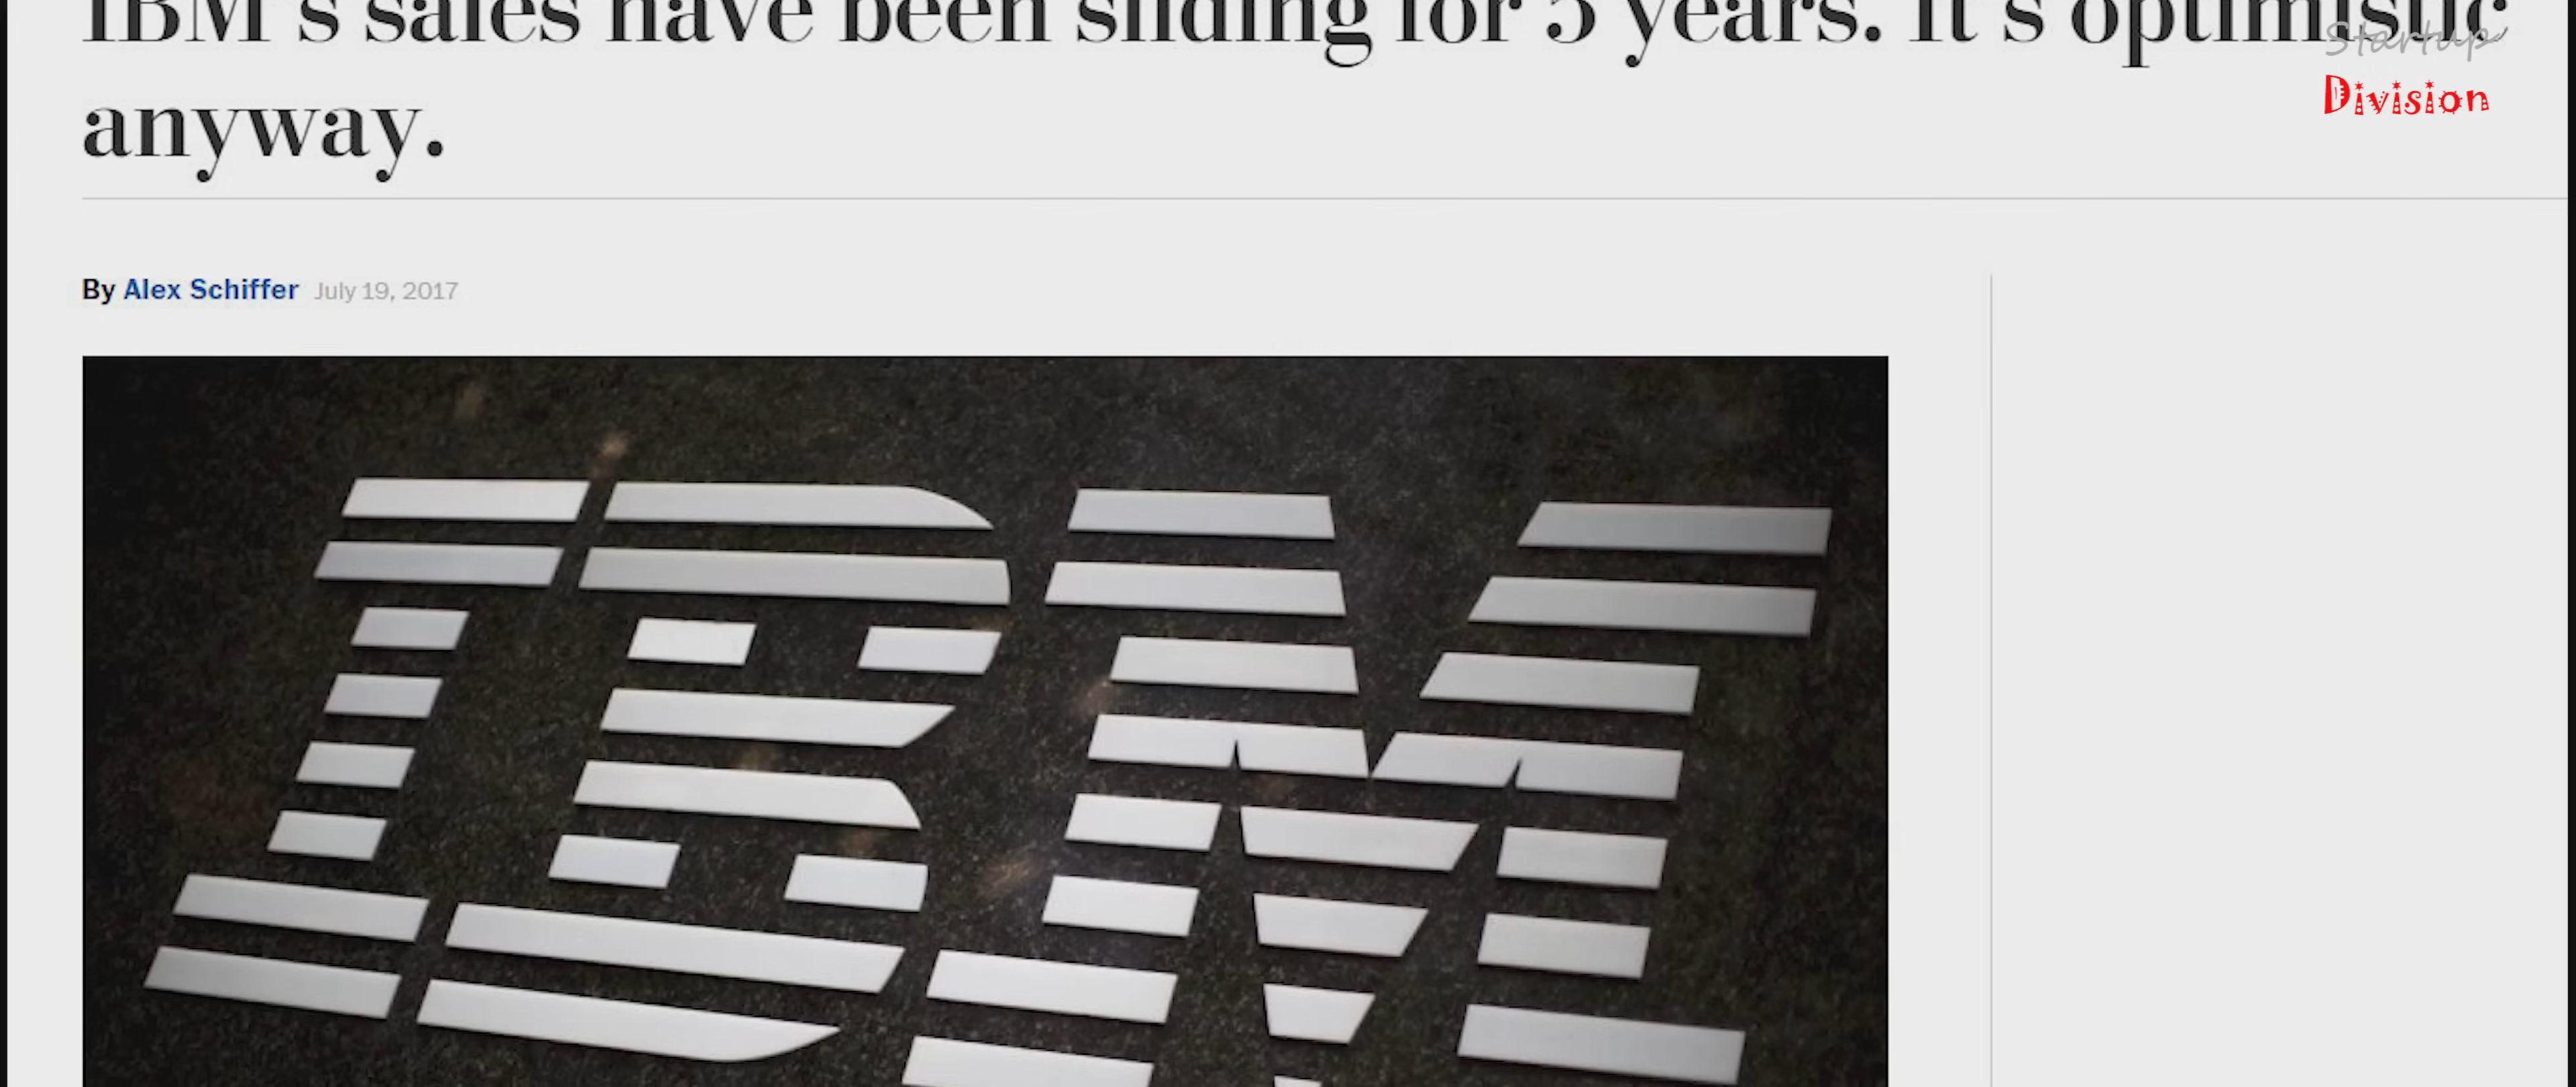 IBM's sales have been sliding for 5 years. It's optimistic
anyway.
Startup
Division
By Alex Schiffer July 19, 2017
IBM